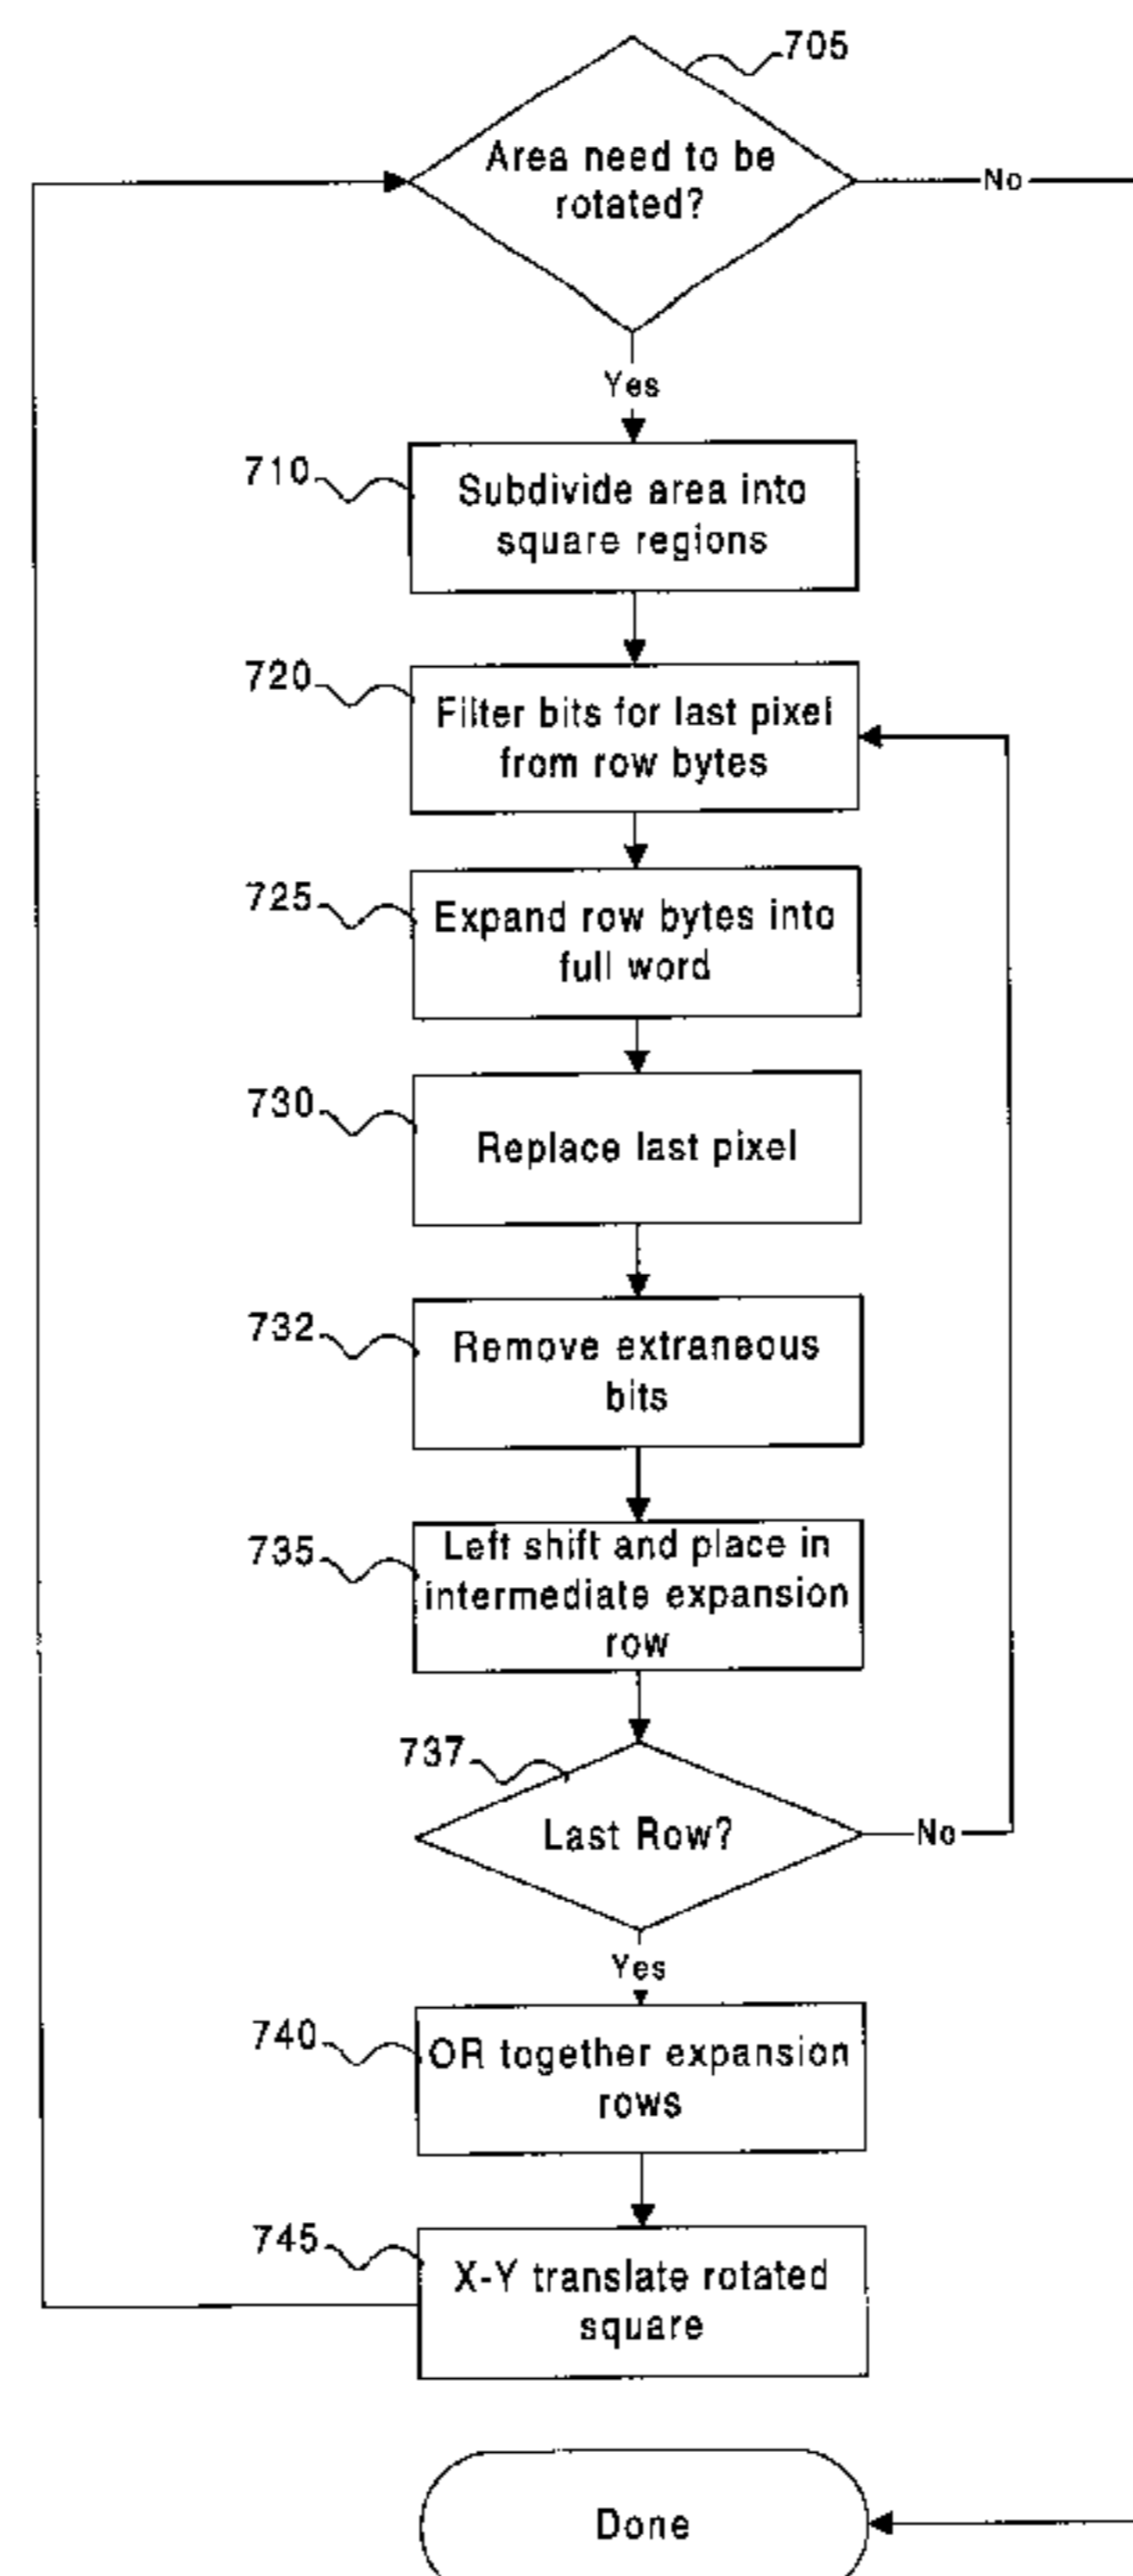 705
Area need to be
rotated?
No
Yes
710
Subdivide area into
square regions
720
Filter bits for last pixel
from row bytes
725
Expand row bytes into
full word
730
Replace last pixel
732
Remove extraneous
bits
735
Left shift and place in
intermediate expansion
row
737
Last Row?
No
Yes
740
OR together expansion
rows
745
X-Y translate rotated
square
Done